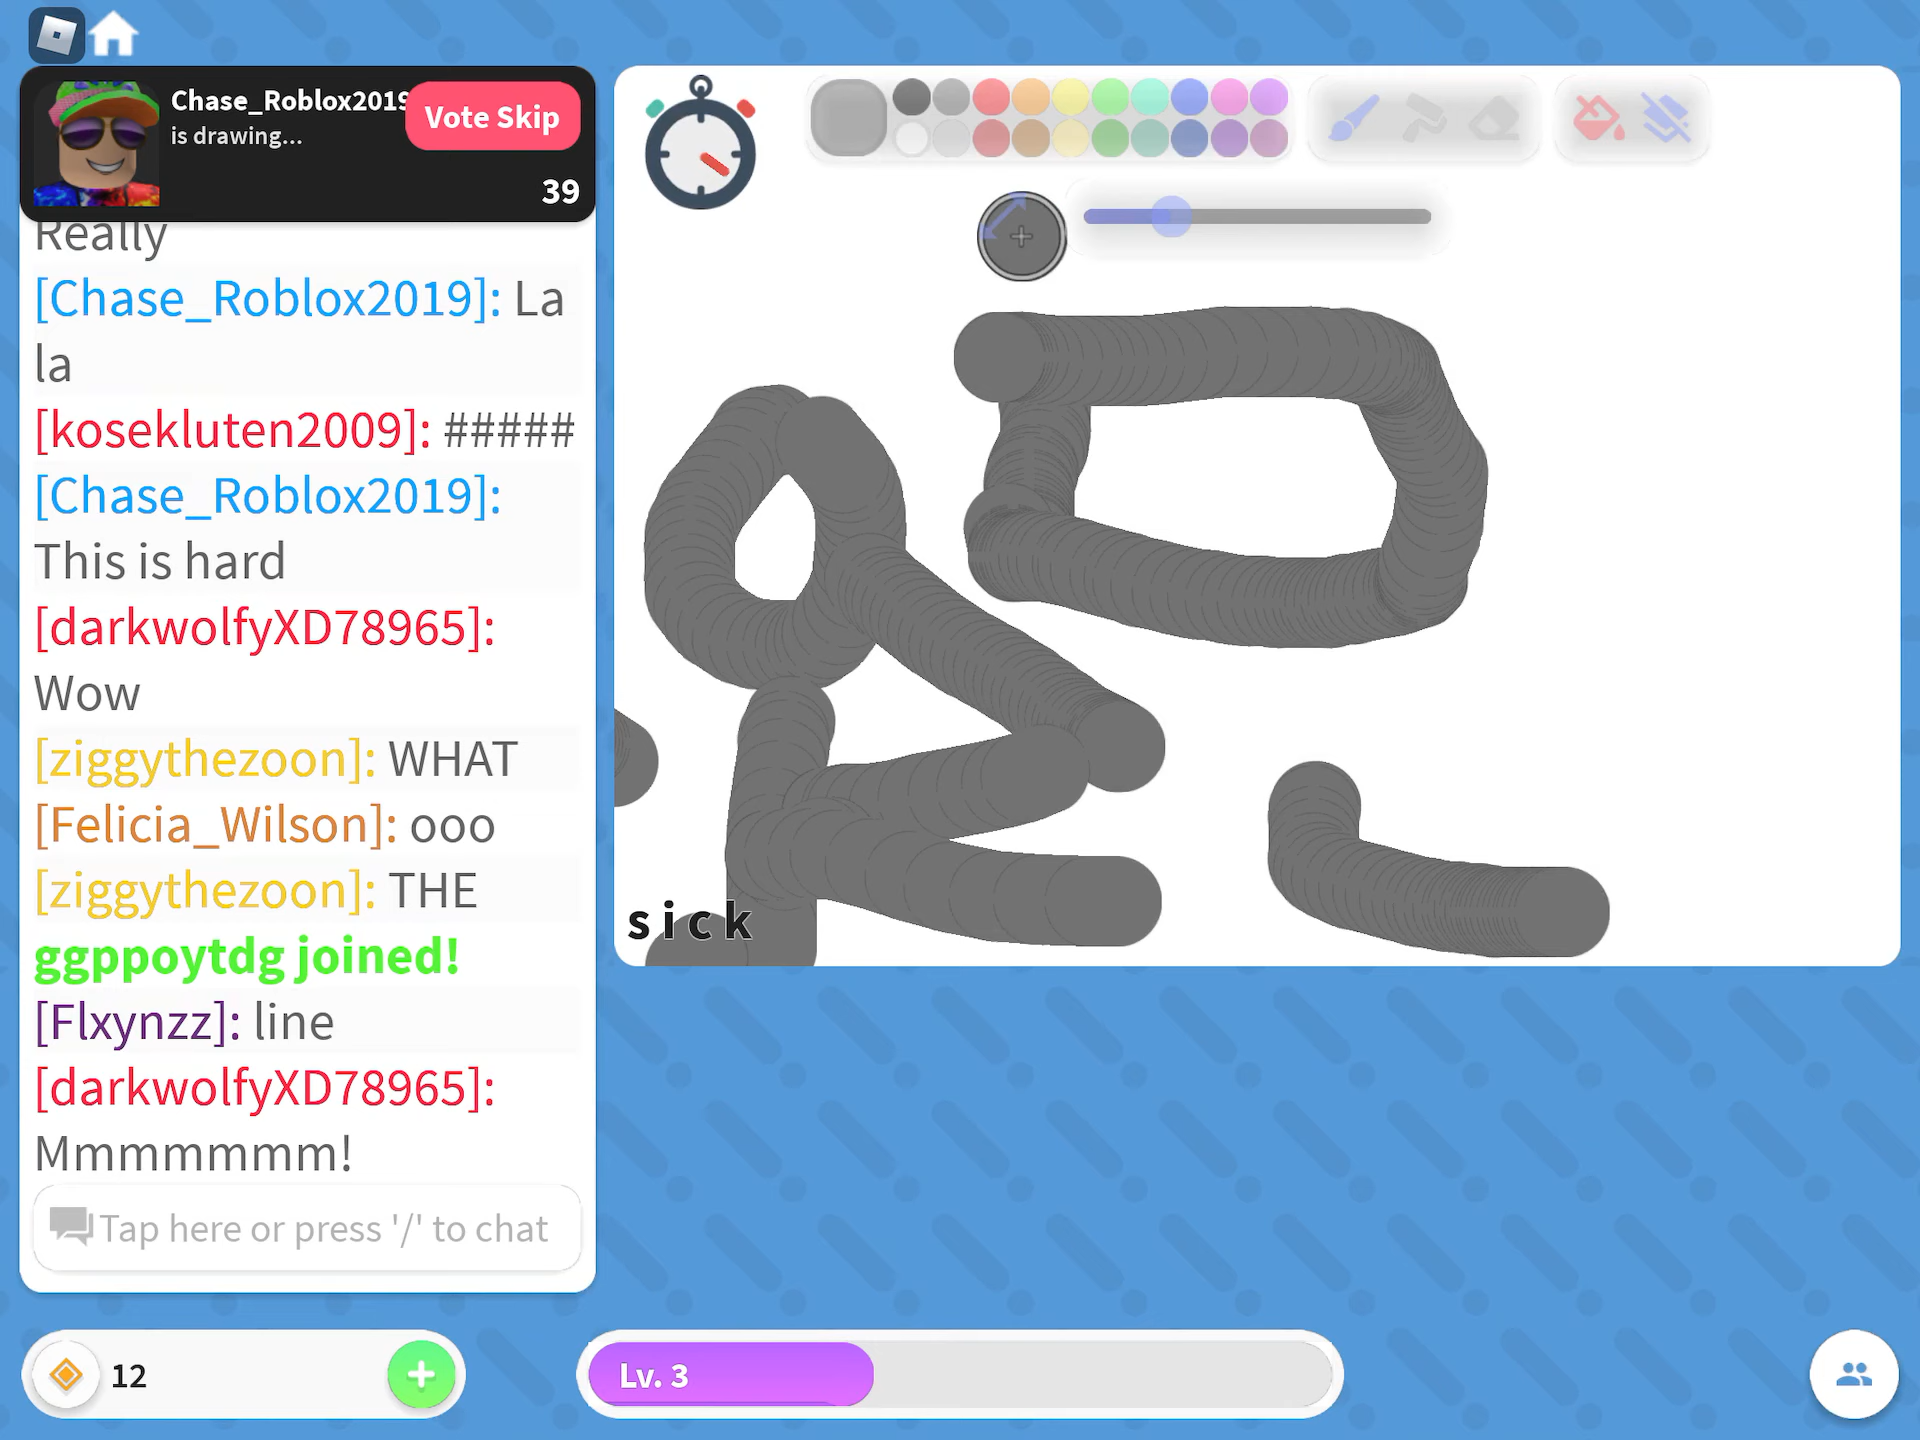 Chase_Roblox2019
is drawing...
Vote Skip
39
Really
[Chase_Roblox2019]: La
la
[kosekluten2009]: #####
[Chase_Roblox2019]:
This is hard
[darkwolfyXD78965]:
Wow
[ziggythezoon]: WHAT
[Felicia_Wilson]: ooo
[ziggythezoon]: THE
ggppoytdg joined!
[Flxynzz]: line
[darkwolfyXD78965]:
Mmmmmmm!
Tap here or press '/' to chat
sick
12
Lv. 3